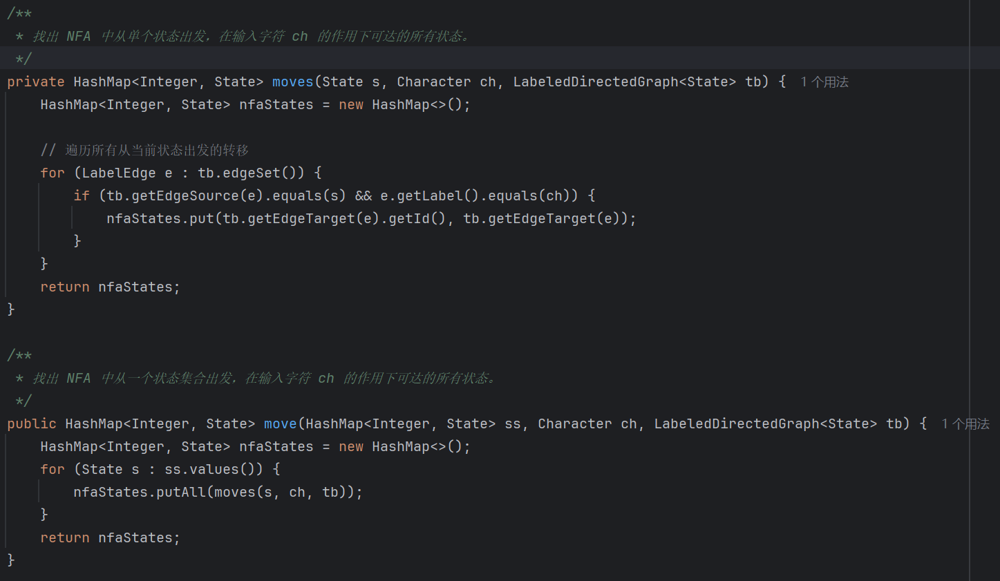 /**
 * 找出 NFA 中从单个状态出发，在输入字符 ch 的作用下可达的所有状态。
 */
private HashMap<Integer, State> moves(State s, Character ch, LabeledDirectedGraph<State> tb) {  1 个用法
    HashMap<Integer, State> nfaStates = new HashMap<>();

    // 遍历所有从当前状态出发的转移
    for (LabelEdge e : tb.edgeSet()) {
        if (tb.getEdgeSource(e).equals(s) && e.getLabel().equals(ch)) {
            nfaStates.put(tb.getEdgeTarget(e).getId(), tb.getEdgeTarget(e));
        }
    }
    return nfaStates;
}

/**
 * 找出 NFA 中从一个状态集合出发，在输入字符 ch 的作用下可达的所有状态。
 */
public HashMap<Integer, State> move(HashMap<Integer, State> ss, Character ch, LabeledDirectedGraph<State> tb) {  1 个用法
    HashMap<Integer, State> nfaStates = new HashMap<>();
    for (State s : ss.values()) {
        nfaStates.putAll(moves(s, ch, tb));
    }
    return nfaStates;
}